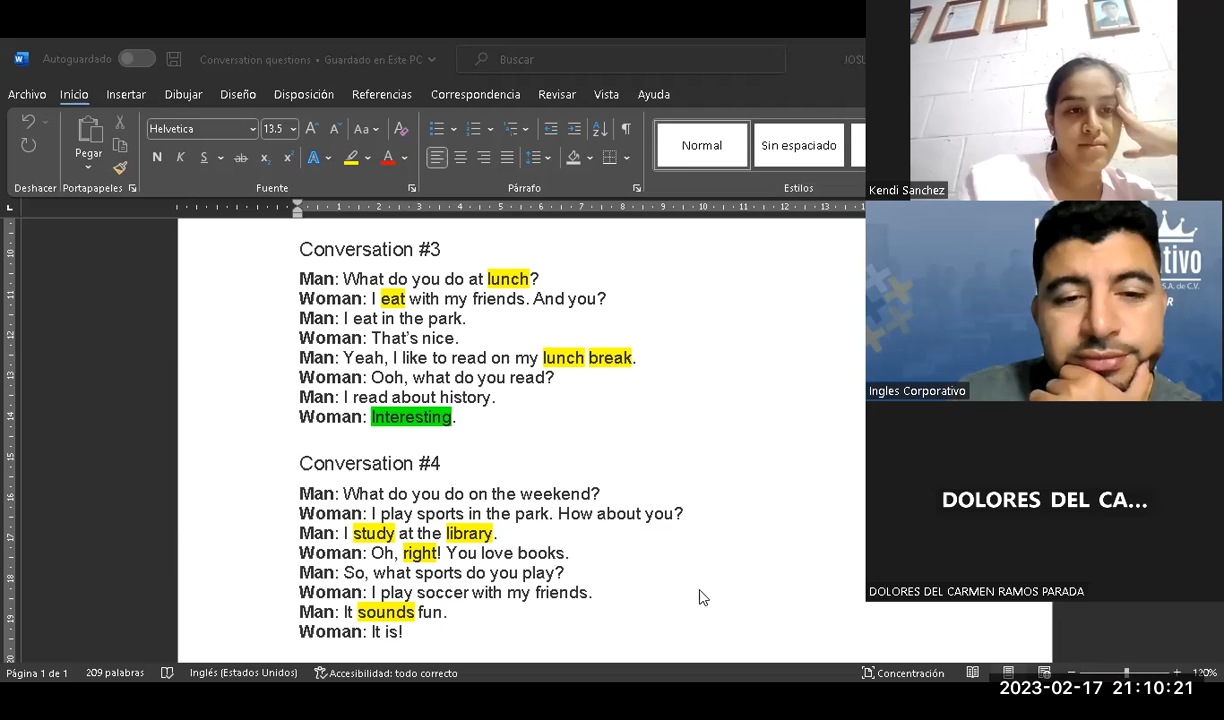 Autoguardado
Conversation questions • Guardado en Este PC
Buscar
JOSU
Archivo Inicio Insertar Dibujar Diseño Disposición Referencias Correspondencia Revisar Vista Ayuda
Helvetica 13.5
Pegar
Normal
Sin espaciado
Deshacer Portapapeles Fuente Párrafo Estilos
Conversation #3
Man: What do you do at lunch?
Woman: I eat with my friends. And you?
Man: I eat in the park.
Woman: That's nice.
Man: Yeah, I like to read on my lunch break.
Woman: Ooh, what do you read?
Man: I read about history.
Woman: Interesting.
Conversation #4
Man: What do you do on the weekend?
Woman: I play sports in the park. How about you?
Man: I study at the library.
Woman: Oh, right! You love books.
Man: So, what sports do you play?
Woman: I play soccer with my friends.
Man: It sounds fun.
Woman: It is!
Página 1 de 1 209 palabras Inglés (Estados Unidos) Accesibilidad: todo correcto Concentración 120%
Kendi Sanchez
S.A. de C.V.
Ingles Corporativo
DOLORES DEL CA...
DOLORES DEL CARMEN RAMOS PARADA
2023-02-17 21:10:21